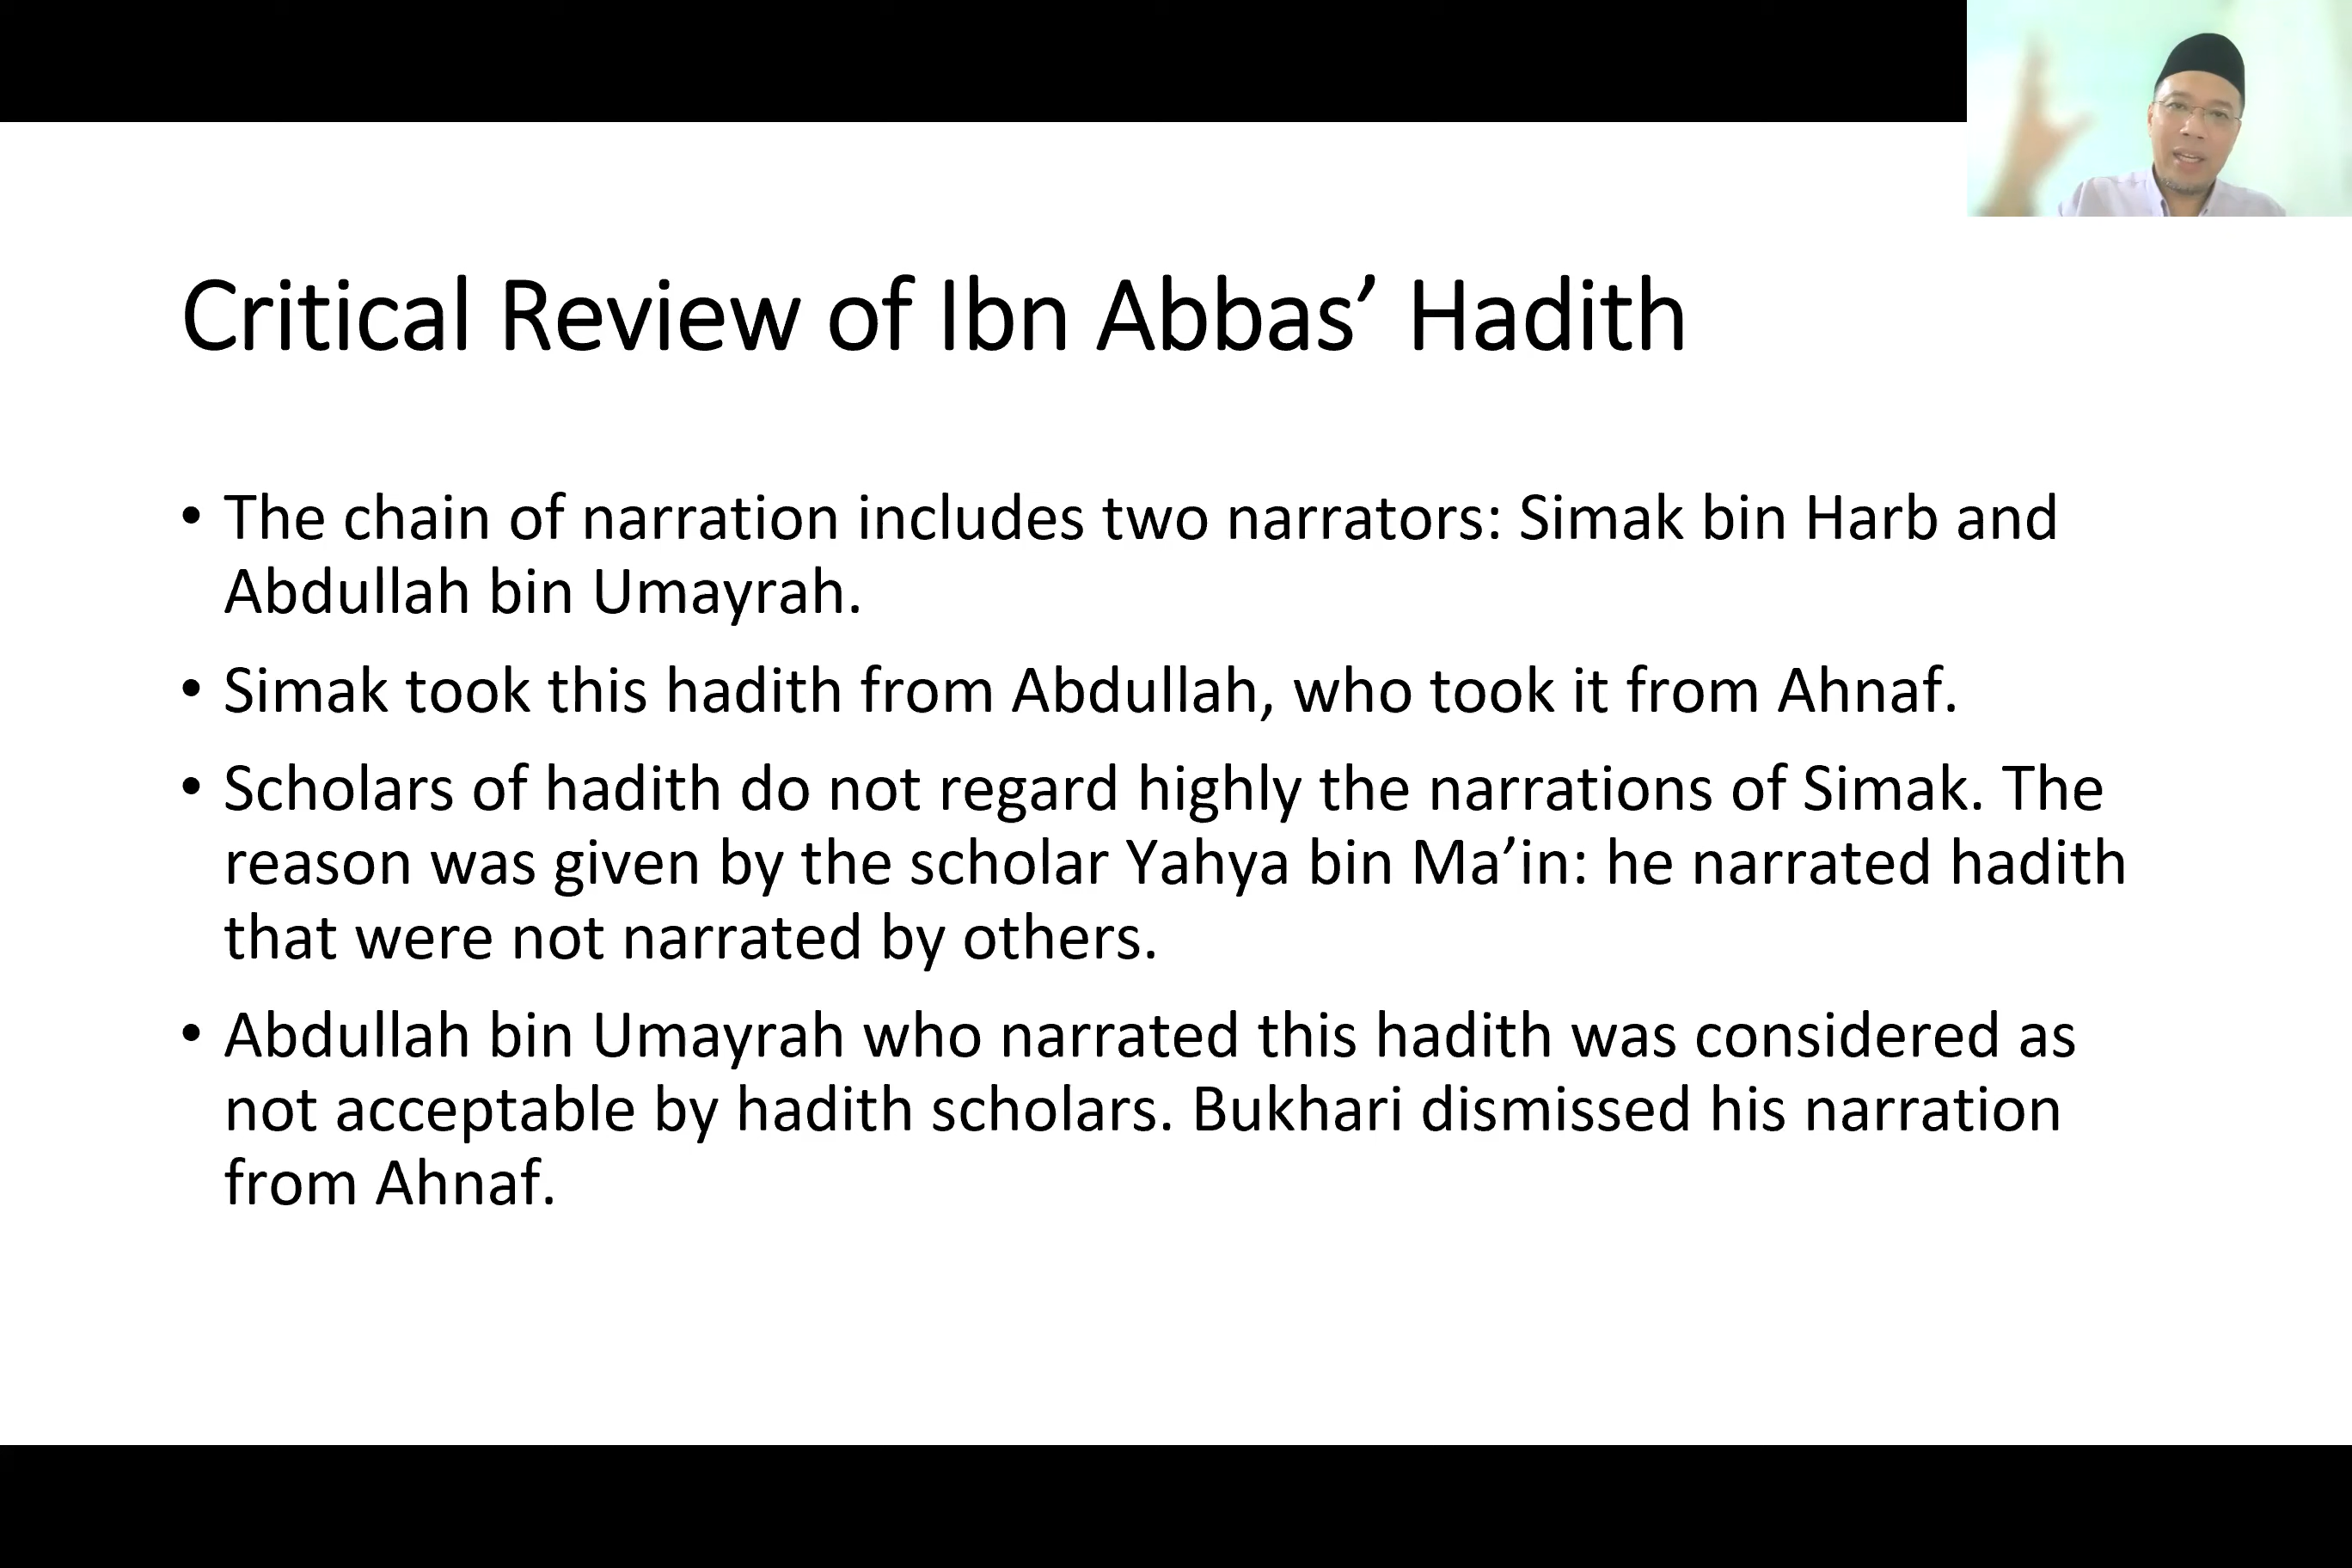 Critical Review of Ibn Abbas’ Hadith
• The chain of narration includes two narrators: Simak bin Harb and
Abdullah bin Umayrah.
• Simak took this hadith from Abdullah, who took it from Ahnaf.
• Scholars of hadith do not regard highly the narrations of Simak. The
reason was given by the scholar Yahya bin Ma’in: he narrated hadith
that were not narrated by others.
• Abdullah bin Umayrah who narrated this hadith was considered as
not acceptable by hadith scholars. Bukhari dismissed his narration
from Ahnaf.